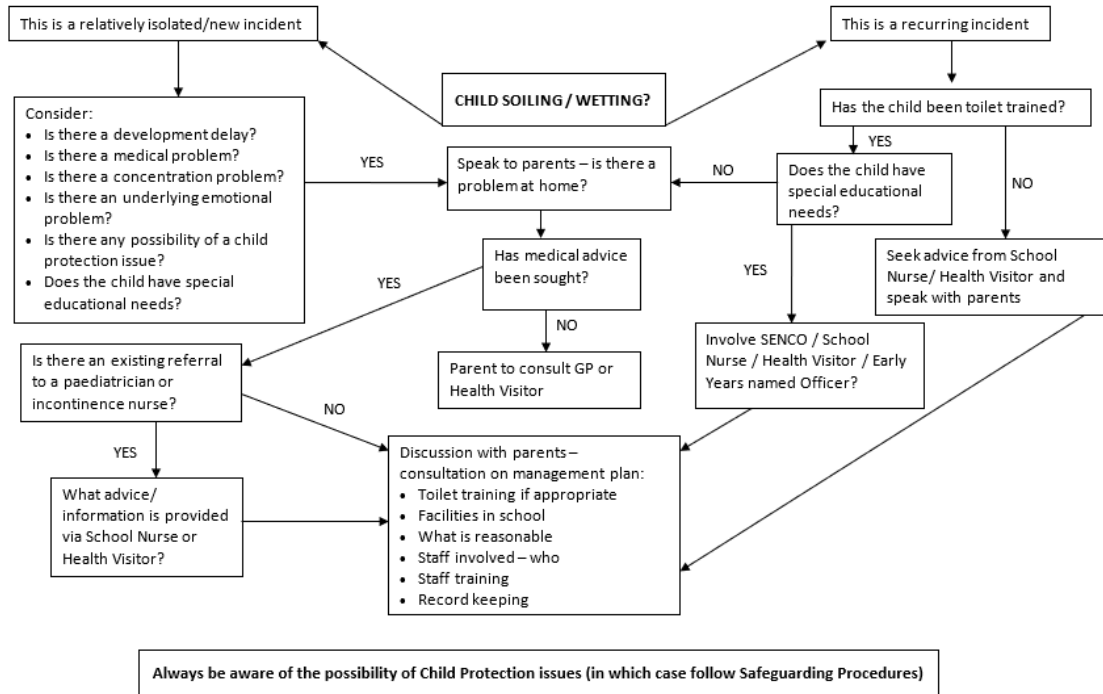 This is a relatively isolated/new incident
This is a recurring incident
CHILD SOILING / WETTING?
Consider:
• Is there a development delay?
• Is there a medical problem?
• Is there a concentration problem?
• Is there an underlying emotional
problem?
• Is there any possibility of a child
protection issue?
• Does the child have special
educational needs?
YES
Speak to parents – is there a
problem at home?
NO
Has the child been toilet trained?
YES
Does the child have
special educational
needs?
NO
Has medical advice
been sought?
YES
YES
Seek advice from School
Nurse/ Health Visitor and
speak with parents
NO
Is there an existing referral
to a paediatrician or
incontinence nurse?
Parent to consult GP or
Health Visitor
Involve SENCO / School
Nurse / Health Visitor / Early
Years named Officer?
NO
YES
What advice/
information is provided
via School Nurse or
Health Visitor?
Discussion with parents –
consultation on management plan:
• Toilet training if appropriate
• Facilities in school
• What is reasonable
• Staff involved – who
• Staff training
• Record keeping
Always be aware of the possibility of Child Protection issues (in which case follow Safeguarding Procedures)